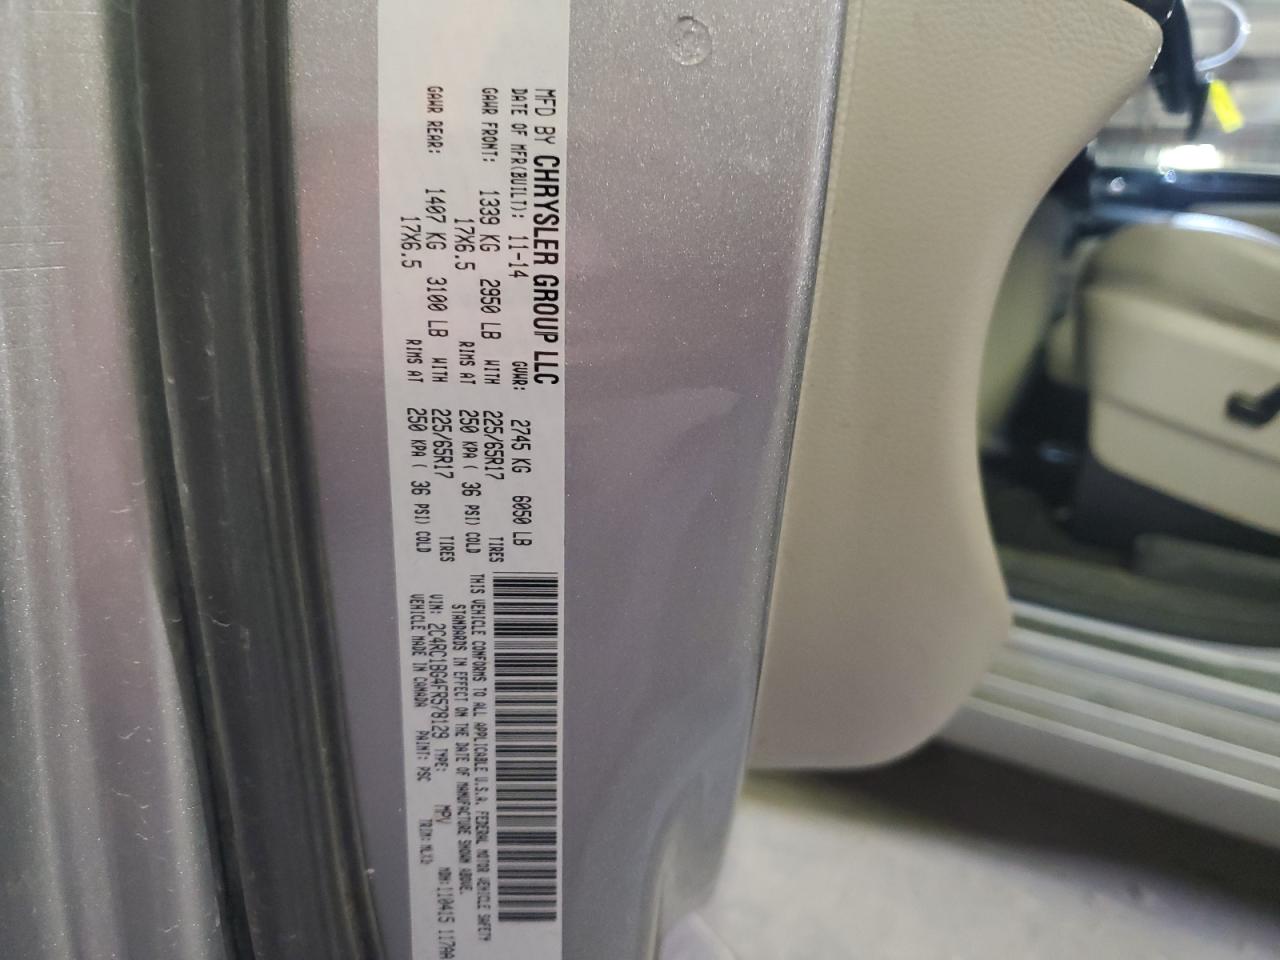 MFD BY CHRYSLER GROUP LLC
DATE OF MFR(BUILT): 11-14 GVWR: 2745 KG 6050 LB
GAWR FRONT: 1339 KG 2950 LB WITH 225/65R17 TIRES
17X6.5 RIMS AT 250 KPA ( 36 PSI) COLD
GAWR REAR: 1407 KG 3100 LB WITH 225/65R17 TIRES
17X6.5 RIMS AT 250 KPA ( 36 PSI) COLD
THIS VEHICLE CONFORMS TO ALL APPLICABLE U.S.A. FEDERAL MOTOR VEHICLE SAFETY
STANDARDS IN EFFECT ON THE DATE OF MANUFACTURE SHOWN ABOVE.
VIN: 2C4RC1BG4FR578129 TYPE: MPV MDH: 110415 117AA
VEHICLE MADE IN CANADA PAINT: PSC TRIM: